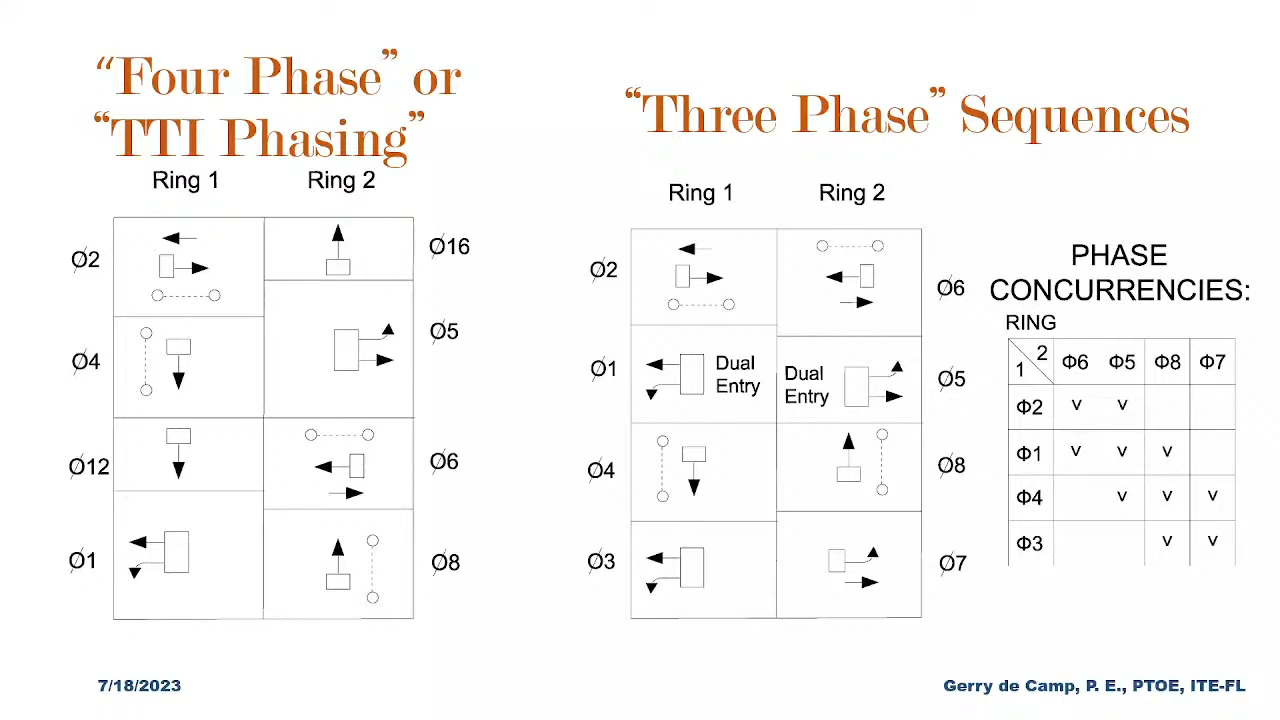 “Four Phase” or
“TTI Phasing”
Ring 1 Ring 2
Ø2 Ø16
Ø5
Ø4
Ø12 Ø6
Ø1 Ø8
“Three Phase” Sequences
Ring 1 Ring 2
Ø2 Ø6
Ø1 Dual Entry Dual Entry Ø5
Ø4 Ø8
Ø3 Ø7
PHASE
CONCURRENCIES:
RING
1 2 Φ6 Φ5 Φ8 Φ7
Φ2 v v
Φ1 v v v
Φ4 v v v
Φ3 v v
7/18/2023 Gerry de Camp, P. E., PTOE, ITE-FL